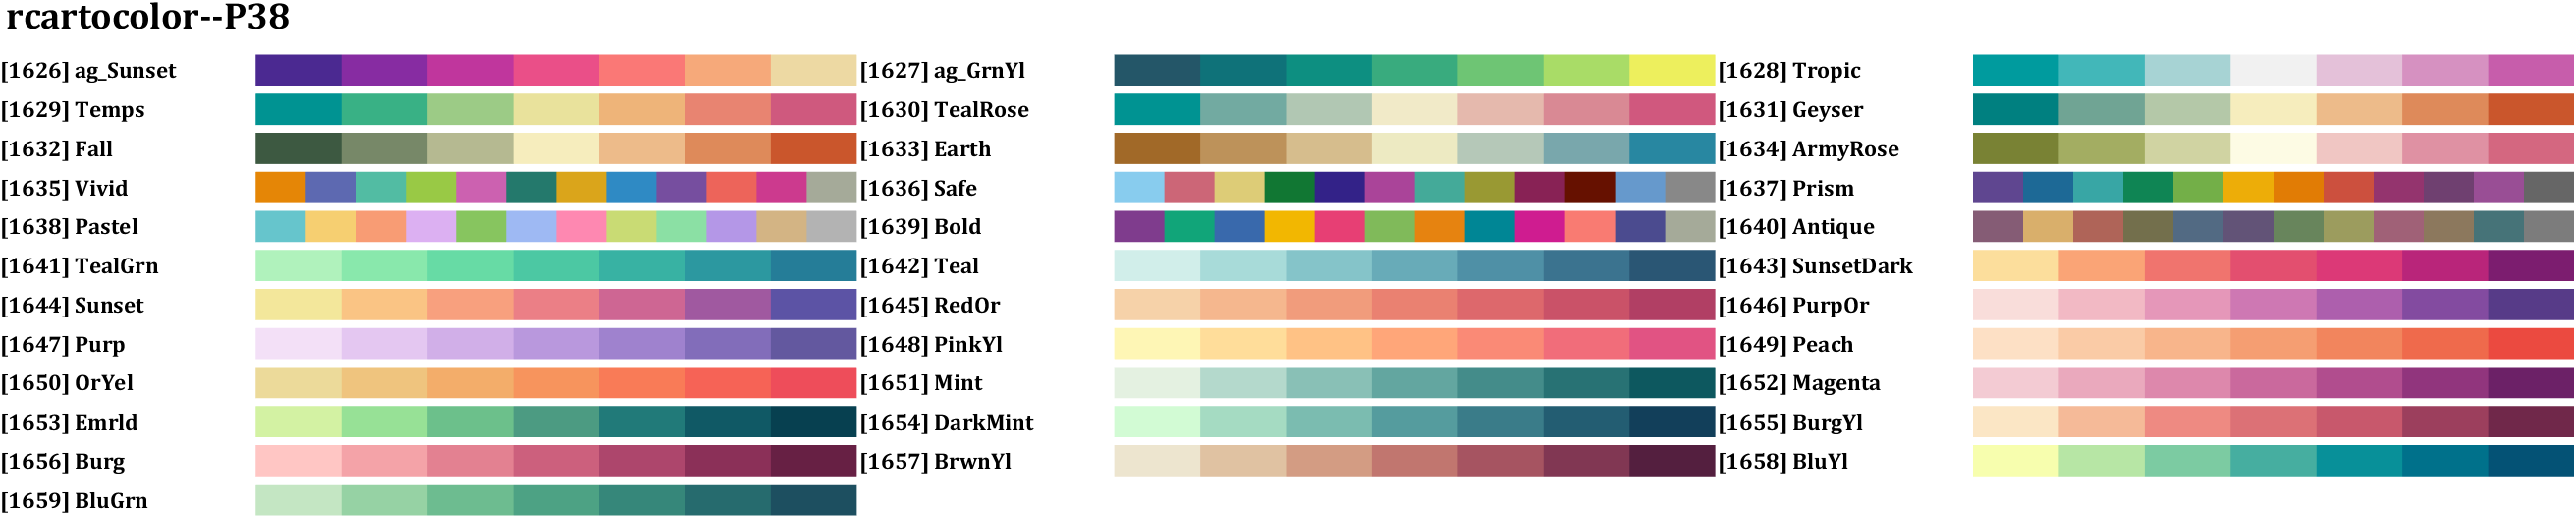 rcartocolor--P38
[1626] ag_Sunset [1627] ag_GrnYl [1628] Tropic
[1629] Temps [1630] TealRose [1631] Geyser
[1632] Fall [1633] Earth [1634] ArmyRose
[1635] Vivid [1636] Safe [1637] Prism
[1638] Pastel [1639] Bold [1640] Antique
[1641] TealGrn [1642] Teal [1643] SunsetDark
[1644] Sunset [1645] RedOr [1646] PurpOr
[1647] Purp [1648] PinkYl [1649] Peach
[1650] OrYel [1651] Mint [1652] Magenta
[1653] Emrld [1654] DarkMint [1655] BurgYl
[1656] Burg [1657] BrwnYl [1658] BluYl
[1659] BluGrn